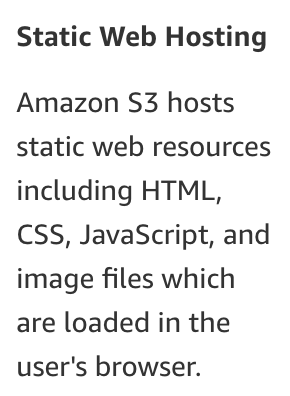 Static Web Hosting
Amazon S3 hosts
static web resources
including HTML,
CSS, JavaScript, and
image files which
are loaded in the
user's browser.